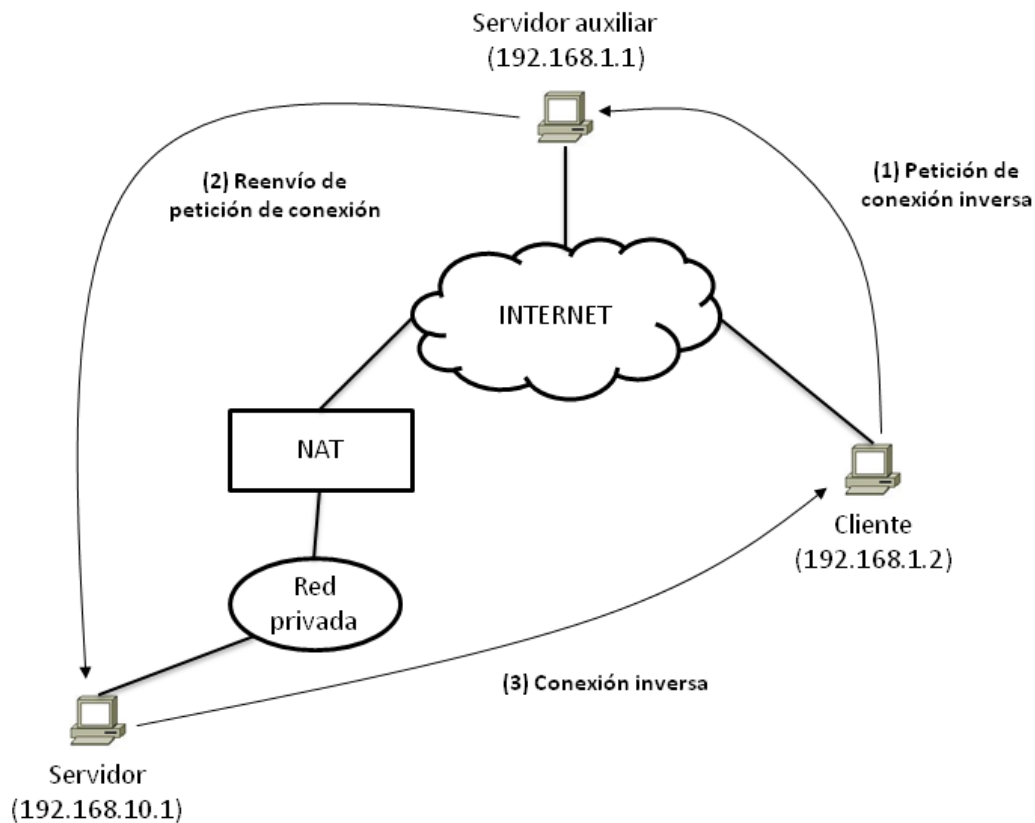 Servidor auxiliar
(192.168.1.1)
(1) Petición de
conexión inversa
(2) Reenvío de
petición de conexión
INTERNET
NAT
Cliente
(192.168.1.2)
Red
privada
(3) Conexión inversa
Servidor
(192.168.10.1)